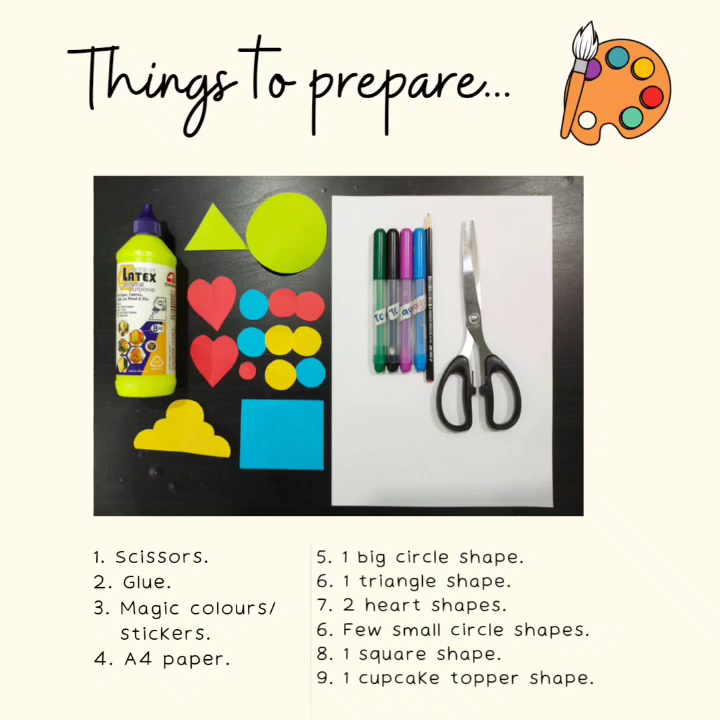 Things to prepare...
LATEX
1. Scissors.
2. Glue.
3. Magic colours/
stickers.
4. A4 paper.
5. 1 big circle shape.
6. 1 triangle shape.
7. 2 heart shapes.
6. Few small circle shapes.
8. 1 square shape.
9. 1 cupcake topper shape.